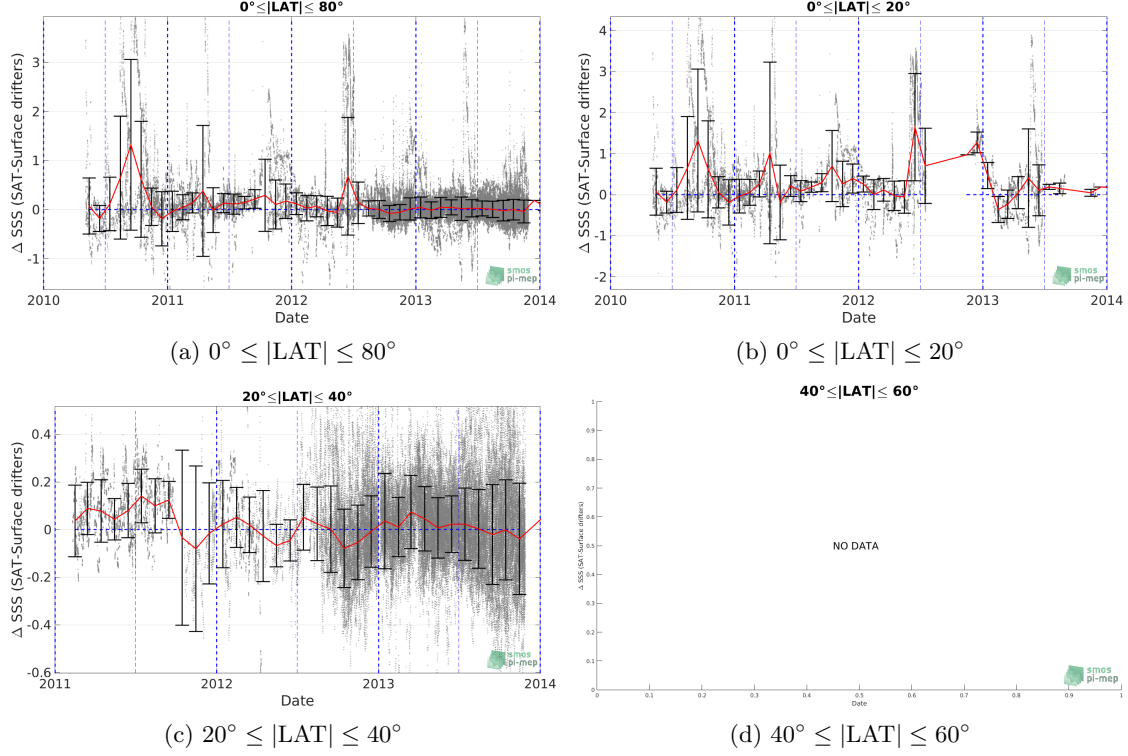 0°≤|LAT|≤ 80°
Δ SSS (SAT-Surface drifters)
3
2
1
0
-1
2010 2011 2012 2013 2014
Date
smos
pi-mep
(a) 0° ≤ |LAT| ≤ 80°
0°≤|LAT|≤ 20°
Δ SSS (SAT-Surface drifters)
4
3
2
1
0
-1
-2
2010 2011 2012 2013 2014
Date
smos
pi-mep
(b) 0° ≤ |LAT| ≤ 20°
20°≤|LAT|≤ 40°
Δ SSS (SAT-Surface drifters)
0.4
0.2
0
-0.2
-0.4
-0.6
2011 2012 2013 2014
Date
smos
pi-mep
(c) 20° ≤ |LAT| ≤ 40°
40°≤|LAT|≤ 60°
Δ SSS (SAT-Surface drifters)
1
0.9
0.8
0.7
0.6
0.5
0.4
0.3
0.2
0.1
0
NO DATA
0 0.1 0.2 0.3 0.4 0.5 0.6 0.7 0.8 0.9 1
Date
smos
pi-mep
(d) 40° ≤ |LAT| ≤ 60°